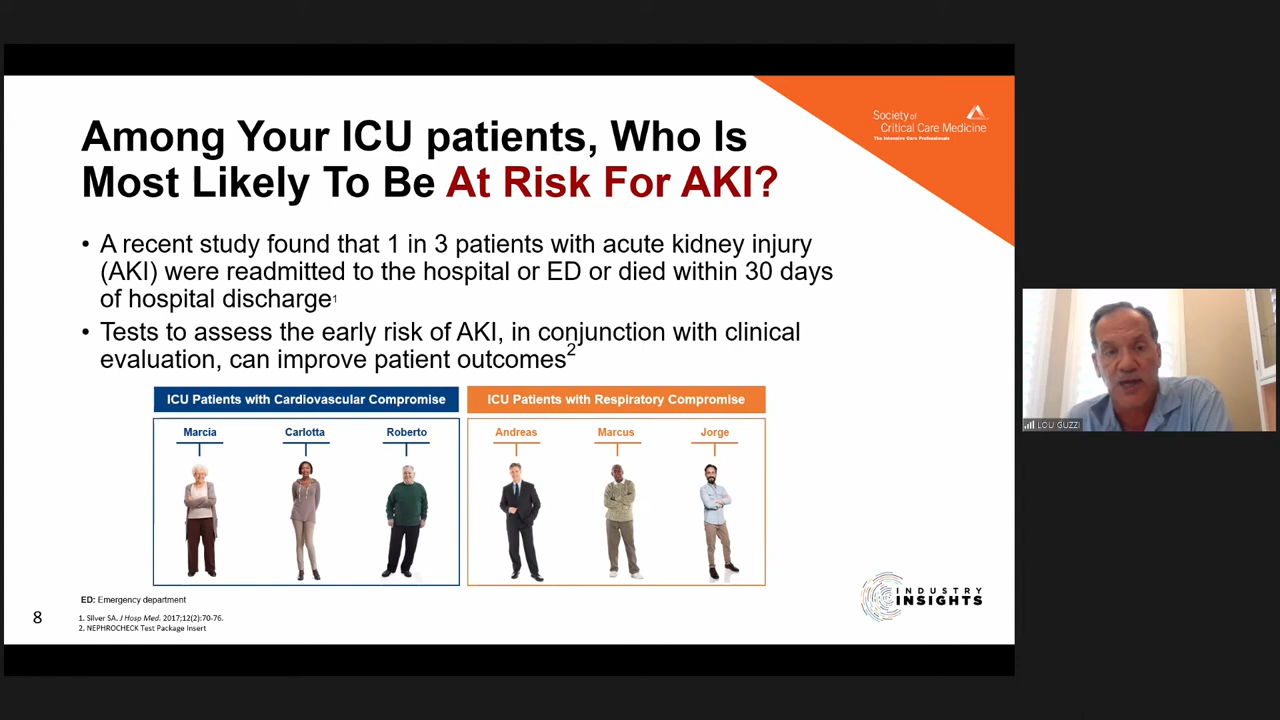 Society of
Critical Care Medicine
The Intensive Care Professionals
Among Your ICU patients, Who Is
Most Likely To Be At Risk For AKI?
• A recent study found that 1 in 3 patients with acute kidney injury
(AKI) were readmitted to the hospital or ED or died within 30 days
of hospital discharge1
• Tests to assess the early risk of AKI, in conjunction with clinical
evaluation, can improve patient outcomes2
ICU Patients with Cardiovascular Compromise
Marcia Carlotta Roberto
ICU Patients with Respiratory Compromise
Andreas Marcus Jorge
ED: Emergency department
1. Silver SA. J Hosp Med. 2017;12(2):70-76.
2. NEPHROCHECK Test Package Insert
8
INDUSTRY
INSIGHTS
LOU GUZZI